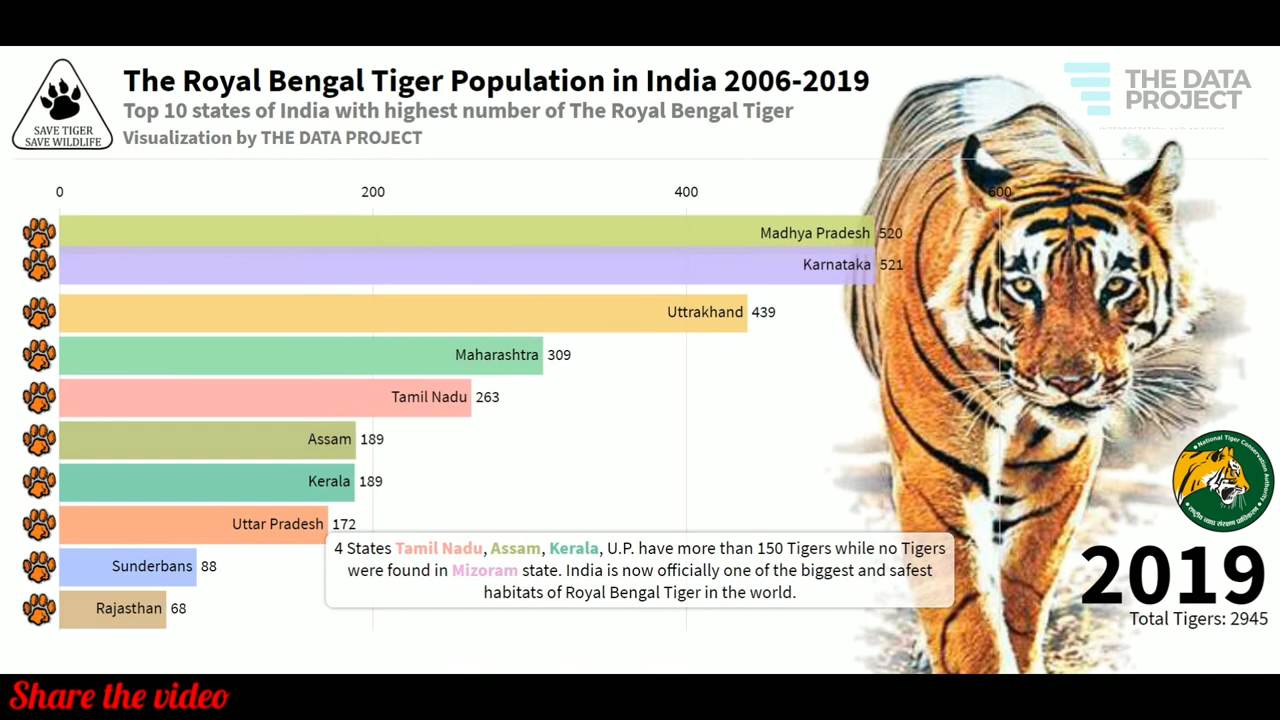 The Royal Bengal Tiger Population in India 2006-2019
Top 10 states of India with highest number of The Royal Bengal Tiger
Visualization by THE DATA PROJECT
SAVE TIGER
SAVE WILDLIFE
THE DATA
PROJECT
0 200 400 600
Madhya Pradesh 520
Karnataka 521
Uttrakhand 439
Maharashtra 309
Tamil Nadu 263
Assam 189
Kerala 189
Uttar Pradesh 172
Sunderbans 88
Rajasthan 68
4 States Tamil Nadu, Assam, Kerala, U.P. have more than 150 Tigers while no Tigers
were found in Mizoram state. India is now officially one of the biggest and safest
habitats of Royal Bengal Tiger in the world.
National Tiger Conservation Authority
2019
Total Tigers: 2945
Share the video